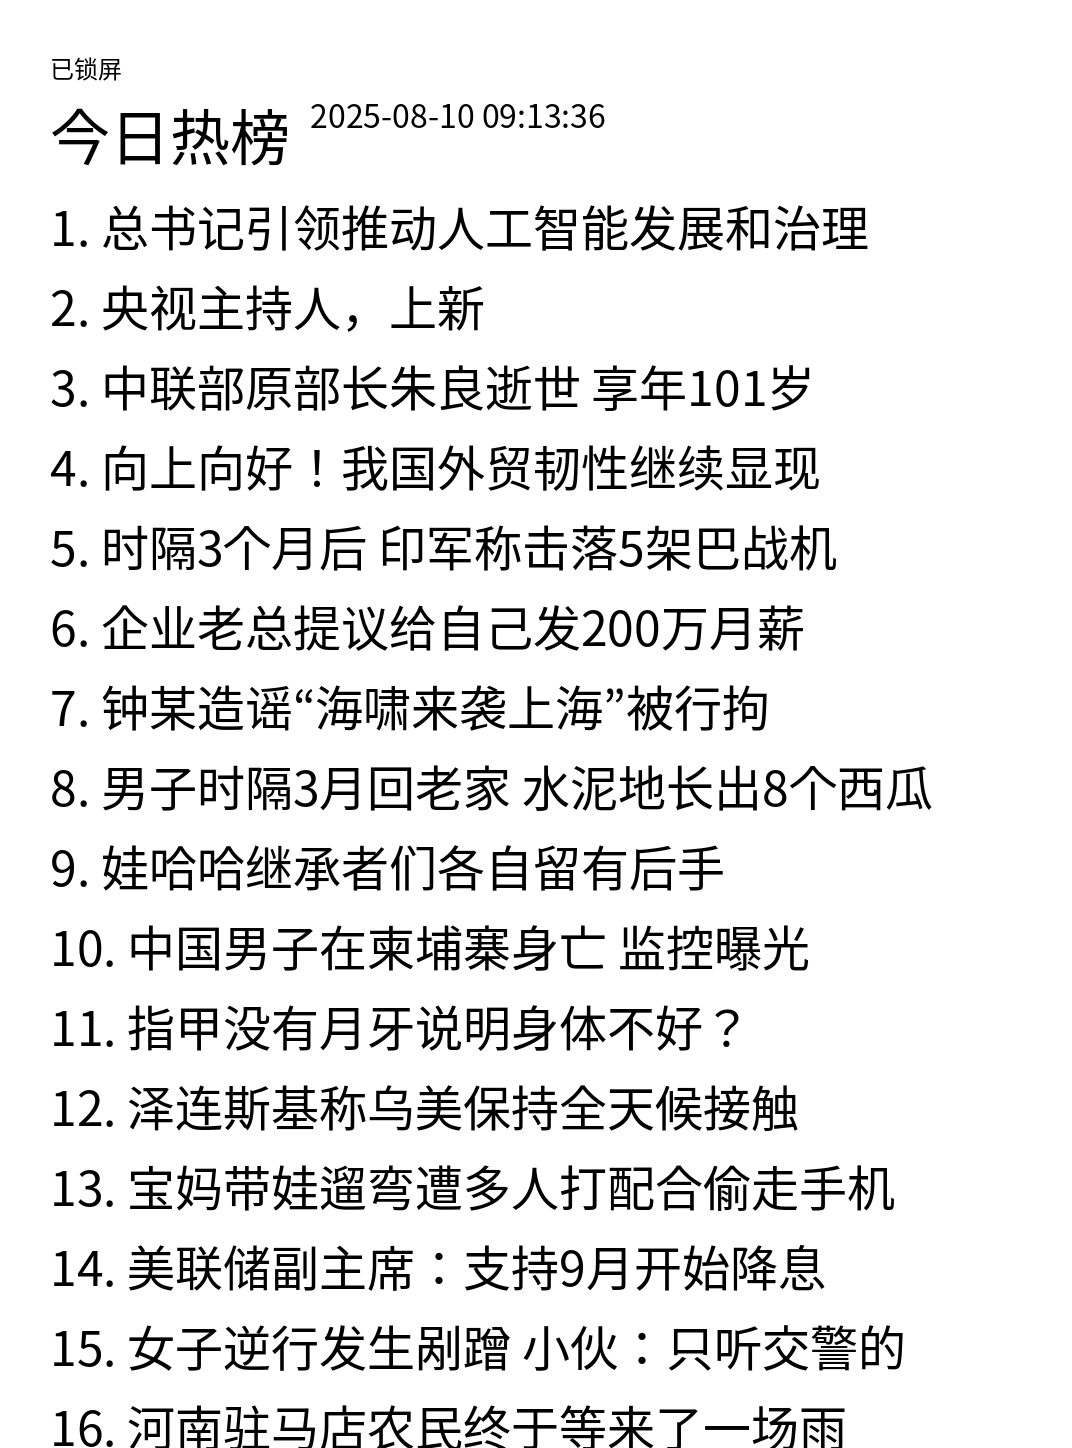 已锁屏
今日热榜 2025-08-10 09:13:36
1. 总书记引领推动人工智能发展和治理
2. 央视主持人，上新
3. 中联部原部长朱良逝世 享年101岁
4. 向上向好！我国外贸韧性继续显现
5. 时隔3个月后 印军称击落5架巴战机
6. 企业老总提议给自己发200万月薪
7. 钟某造谣“海啸来袭上海”被行拘
8. 男子时隔3月回老家 水泥地长出8个西瓜
9. 娃哈哈继承者们各自留有后手
10. 中国男子在柬埔寨身亡 监控曝光
11. 指甲没有月牙说明身体不好？
12. 泽连斯基称乌美保持全天候接触
13. 宝妈带娃遛弯遭多人打配合偷走手机
14. 美联储副主席：支持9月开始降息
15. 女子逆行发生剐蹭 小伙：只听交警的
16. 河南驻马店农民终于等来了一场雨